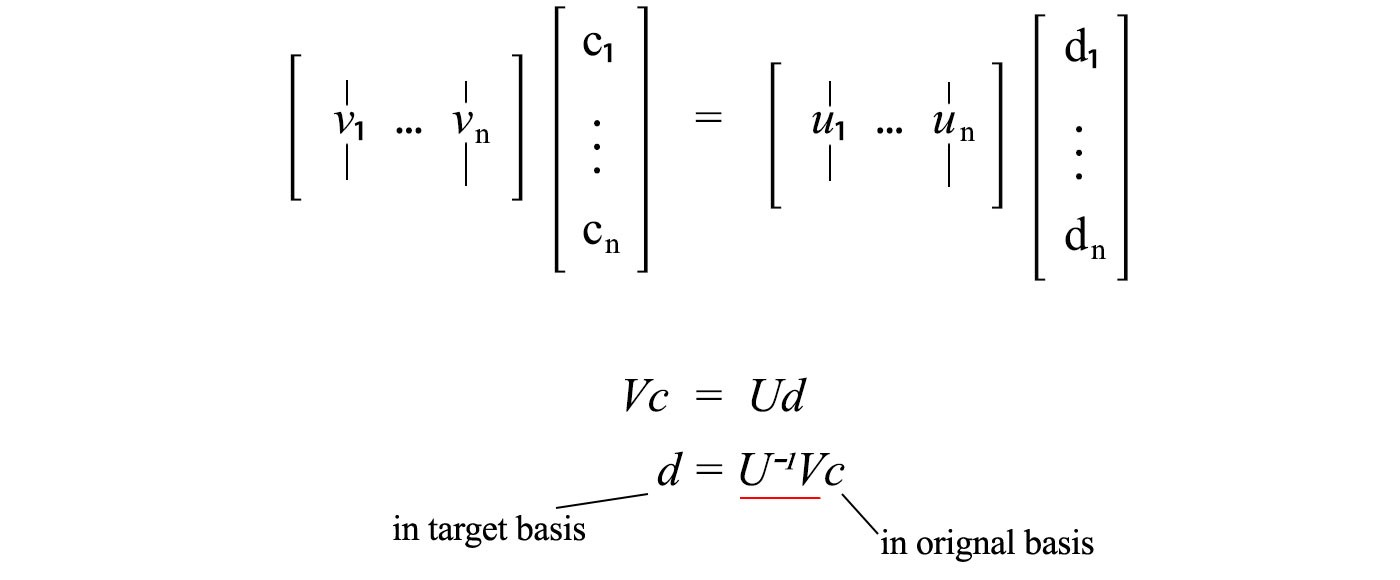 [ v₁ ... vₙ ] [ c₁ ⋮ cₙ ] = [ u₁ ... uₙ ] [ d₁ ⋮ dₙ ]
Vc = Ud
d = U⁻¹Vc
in target basis
in orignal basis